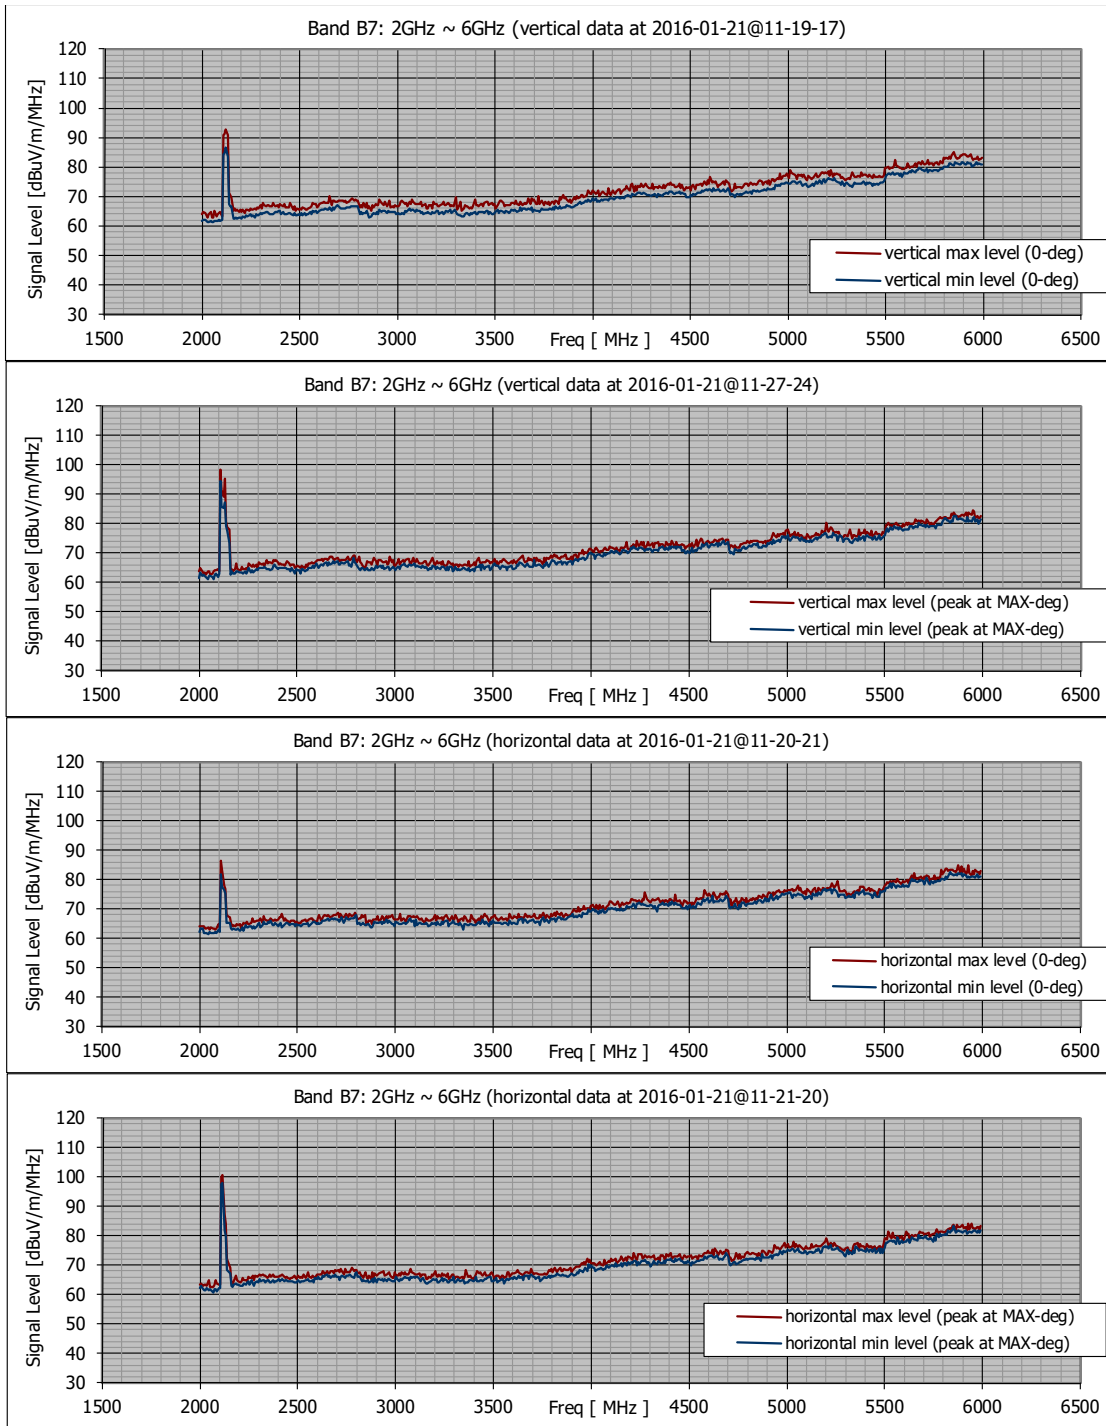 Band B7: 2GHz ~ 6GHz (vertical data at 2016-01-21@11-19-17)
120
110
100
90
80
70
60
50
40
30
Signal Level [dBuV/m/MHz]
vertical max level (0-deg)
vertical min level (0-deg)
1500 2000 2500 3000 3500 Freq [ MHz ] 4500 5000 5500 6000 6500
Band B7: 2GHz ~ 6GHz (vertical data at 2016-01-21@11-27-24)
120
110
100
90
80
70
60
50
40
30
Signal Level [dBuV/m/MHz]
vertical max level (peak at MAX-deg)
vertical min level (peak at MAX-deg)
1500 2000 2500 3000 3500 Freq [ MHz ] 4500 5000 5500 6000 6500
Band B7: 2GHz ~ 6GHz (horizontal data at 2016-01-21@11-20-21)
120
110
100
90
80
70
60
50
40
30
Signal Level [dBuV/m/MHz]
horizontal max level (0-deg)
horizontal min level (0-deg)
1500 2000 2500 3000 3500 Freq [ MHz ] 4500 5000 5500 6000 6500
Band B7: 2GHz ~ 6GHz (horizontal data at 2016-01-21@11-21-20)
120
110
100
90
80
70
60
50
40
30
Signal Level [dBuV/m/MHz]
horizontal max level (peak at MAX-deg)
horizontal min level (peak at MAX-deg)
1500 2000 2500 3000 3500 Freq [ MHz ] 4500 5000 5500 6000 6500